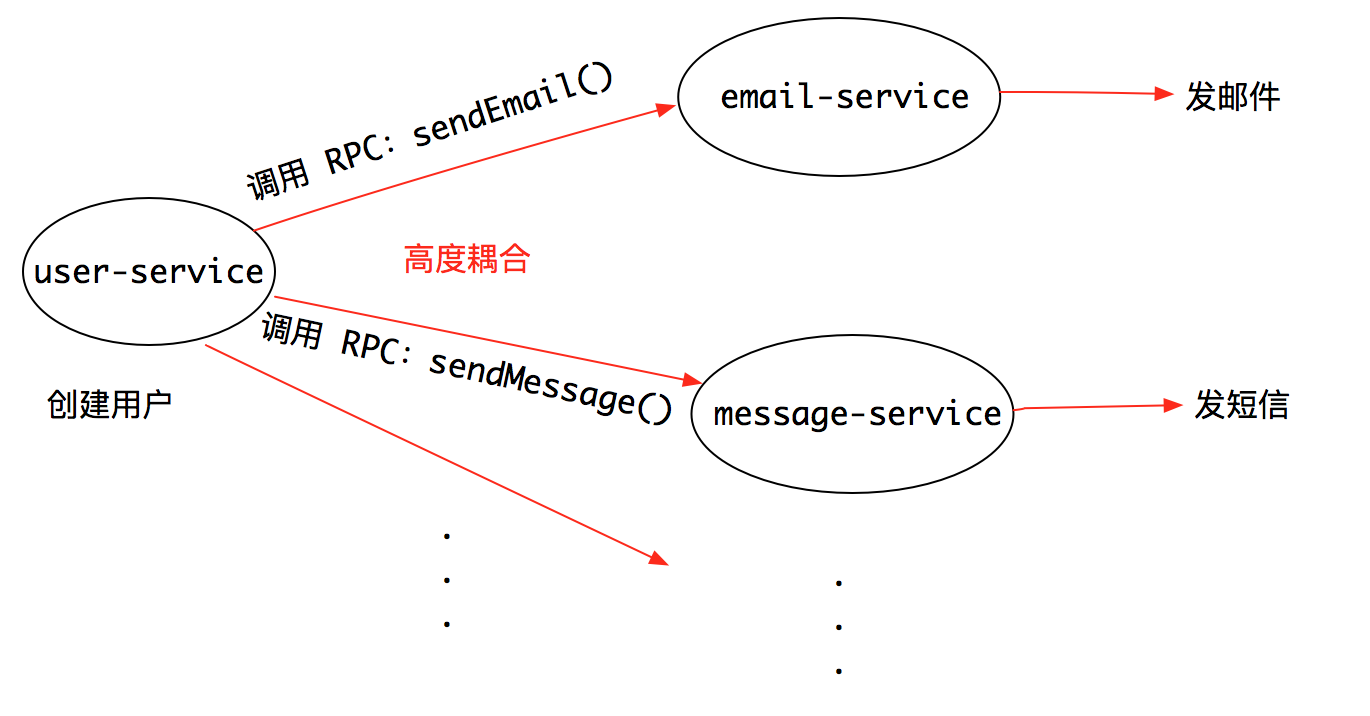 调用 RPC: sendEmail()
email-service
发邮件
高度耦合
user-service
调用 RPC: sendMessage()
创建用户
message-service
发短信
.
.
.
.
.
.